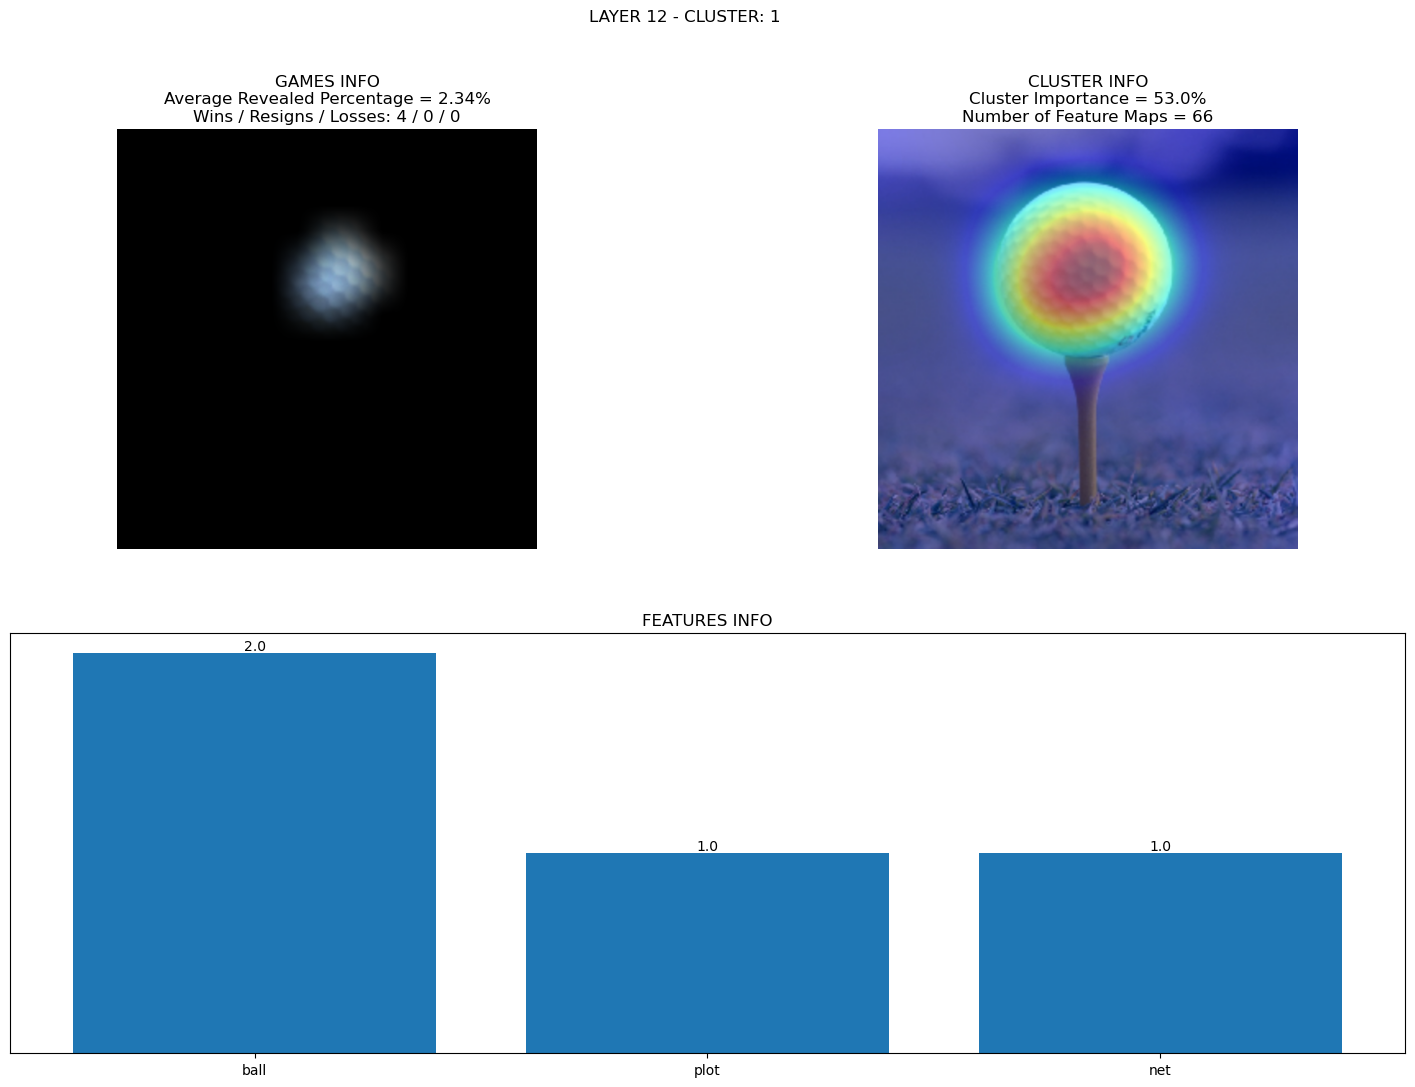 LAYER 12 - CLUSTER: 1
GAMES INFO
Average Revealed Percentage = 2.34%
Wins / Resigns / Losses: 4 / 0 / 0
CLUSTER INFO
Cluster Importance = 53.0%
Number of Feature Maps = 66
FEATURES INFO
2.0
1.0
1.0
ball
plot
net